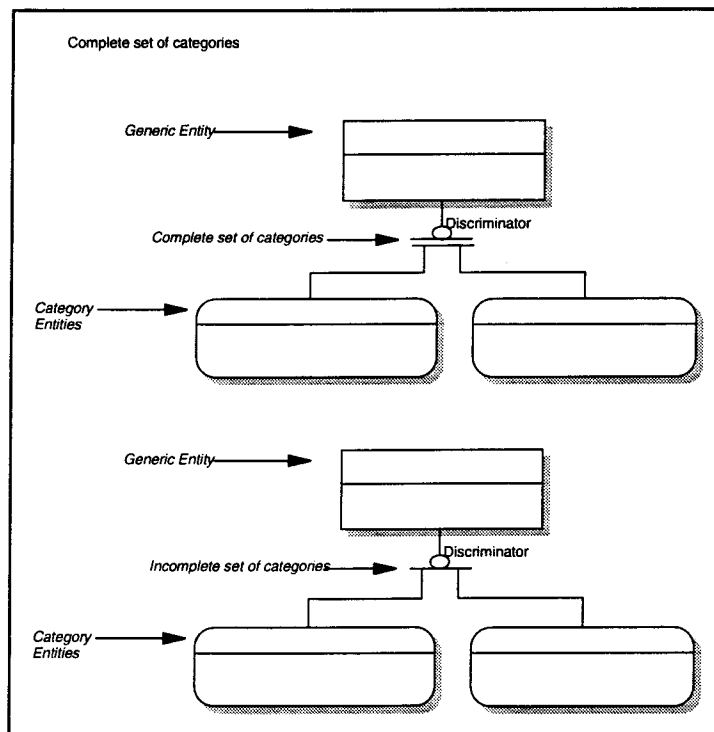 Complete set of categories
Generic Entity
Discriminator
Complete set of categories
Category
Entities
Generic Entity
Discriminator
Incomplete set of categories
Category
Entities